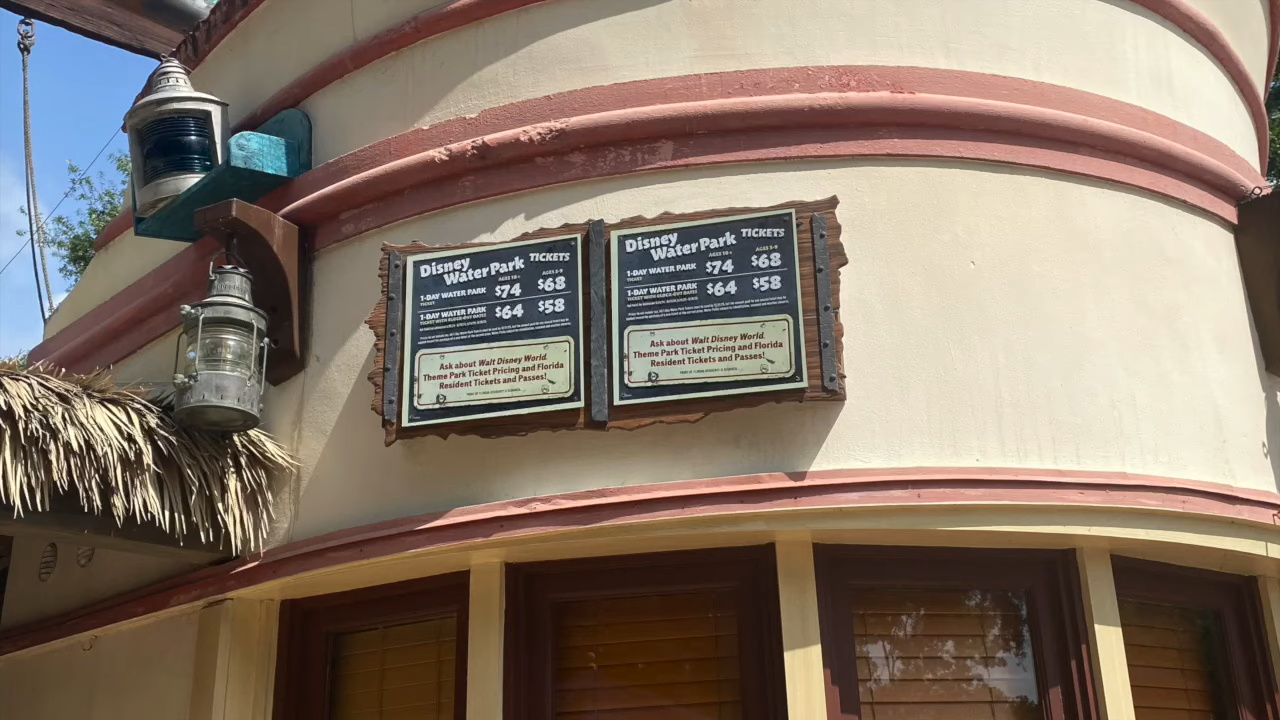 Disney
Water Park TICKETS
AGES 10+ AGES 3-9
1-DAY WATER PARK $74 $68
TICKET
1-DAY WATER PARK $64 $58
TICKET WITH BLOCK-OUT DATES
Ask about Walt Disney World
Theme Park Ticket Pricing and Florida
Resident Tickets and Passes!
Disney
Water Park TICKETS
AGES 10+ AGES 3-9
1-DAY WATER PARK $74 $68
TICKET
1-DAY WATER PARK $64 $58
TICKET WITH BLOCK-OUT DATES
Ask about Walt Disney World
Theme Park Ticket Pricing and Florida
Resident Tickets and Passes!